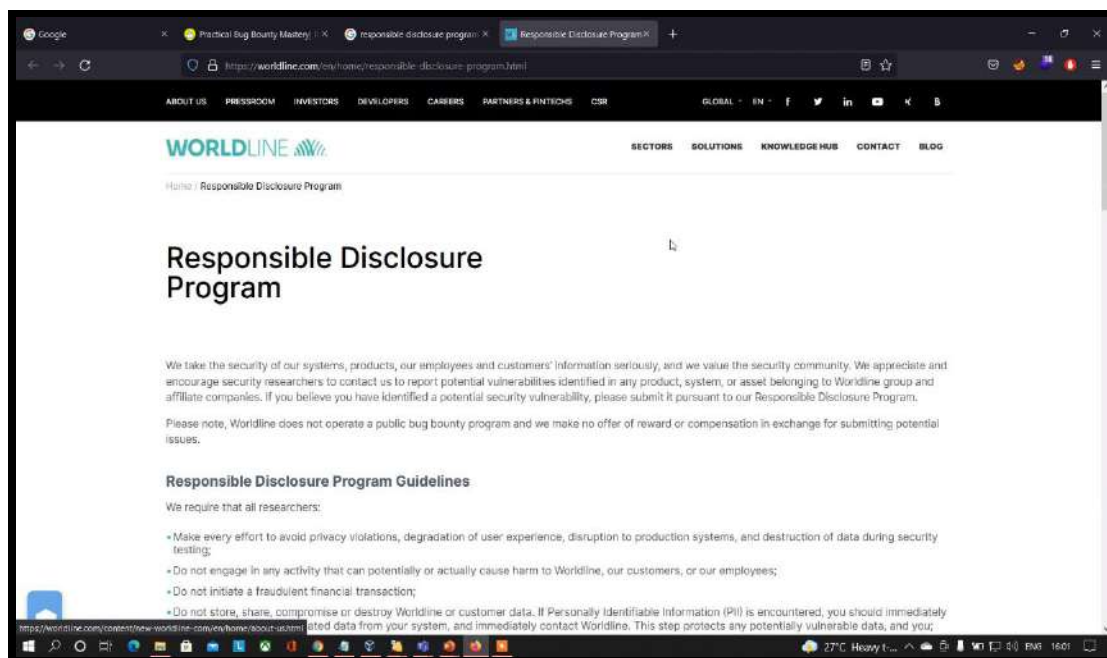 Google
Practical Bug Bounty Mastery|
responsible disclosure program
Responsible Disclosure Program
https://worldline.com/en/home/responsible-disclosure-program.html
ABOUT US PRESSROOM INVESTORS DEVELOPERS CAREERS PARTNERS & FINTECHS CSR GLOBAL EN
WORLDLINE
SECTORS SOLUTIONS KNOWLEDGE HUB CONTACT BLOG
Home / Responsible Disclosure Program
Responsible Disclosure
Program
We take the security of our systems, products, our employees and customers' information seriously, and we value the security community. We appreciate and
encourage security researchers to contact us to report potential vulnerabilities identified in any product, system, or asset belonging to Worldline group and
affiliate companies. If you believe you have identified a potential security vulnerability, please submit it pursuant to our Responsible Disclosure Program.
Please note, Worldline does not operate a public bug bounty program and we make no offer of reward or compensation in exchange for submitting potential
issues.
Responsible Disclosure Program Guidelines
We require that all researchers:
• Make every effort to avoid privacy violations, degradation of user experience, disruption to production systems, and destruction of data during security
testing;
• Do not engage in any activity that can potentially or actually cause harm to Worldline, our customers, or our employees;
• Do not initiate a fraudulent financial transaction;
• Do not store, share, compromise or destroy Worldline or customer data. If Personally Identifiable Information (PII) is encountered, you should immediately
ated data from your system, and immediately contact Worldline. This step protects any potentially vulnerable data, and you;
https://worldline.com/content/new-worldline-com/en/home/about-us.html
27°C Heavy t-... ENG 16:01